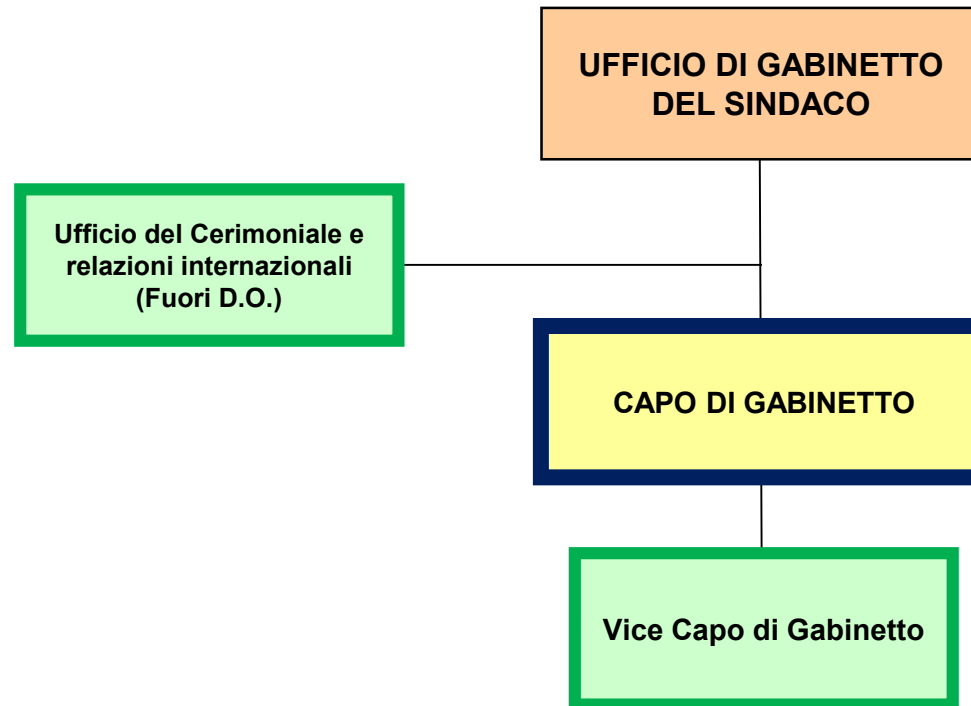 UFFICIO DI GABINETTO
DEL SINDACO
Ufficio del Cerimoniale e
relazioni internazionali
(Fuori D.O.)
CAPO DI GABINETTO
Vice Capo di Gabinetto